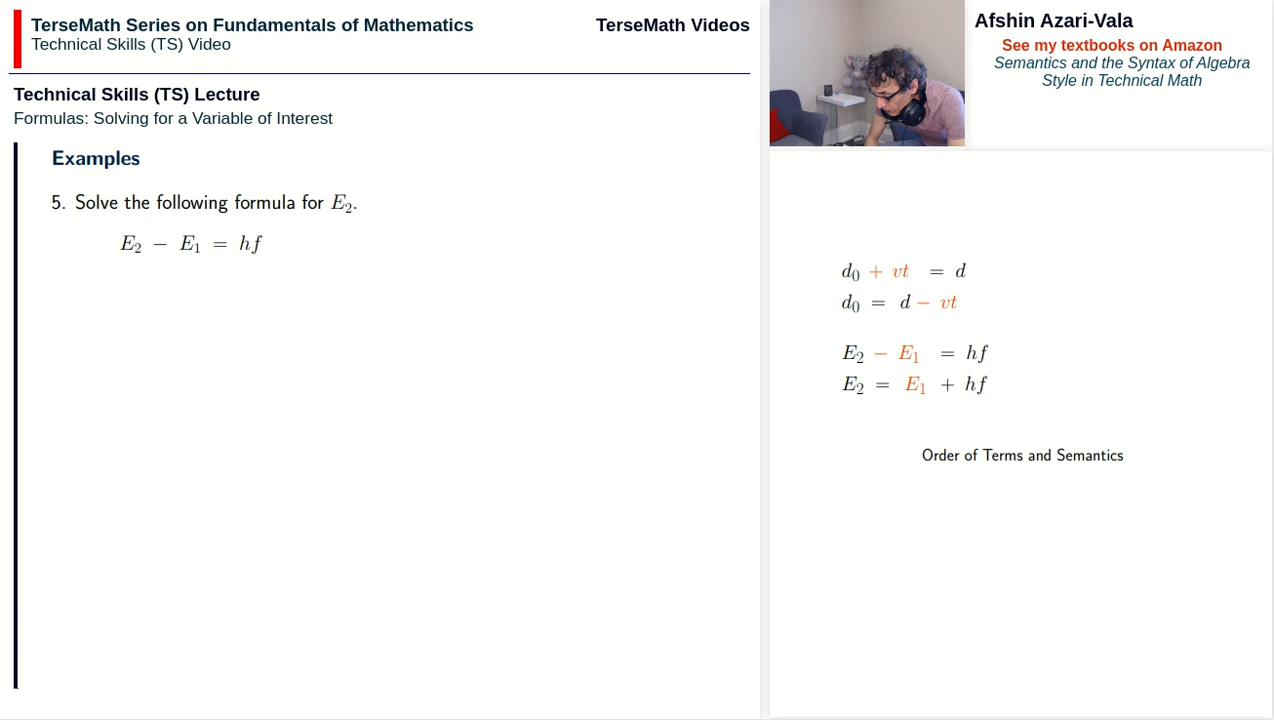 TerseMath Series on Fundamentals of Mathematics
Technical Skills (TS) Video
TerseMath Videos
Technical Skills (TS) Lecture
Formulas: Solving for a Variable of Interest
Examples
5. Solve the following formula for E₂.
E₂ − E₁ = hf
Afshin Azari-Vala
See my textbooks on Amazon
Semantics and the Syntax of Algebra
Style in Technical Math
d₀ + vt = d
d₀ = d − vt
E₂ − E₁ = hf
E₂ = E₁ + hf
Order of Terms and Semantics